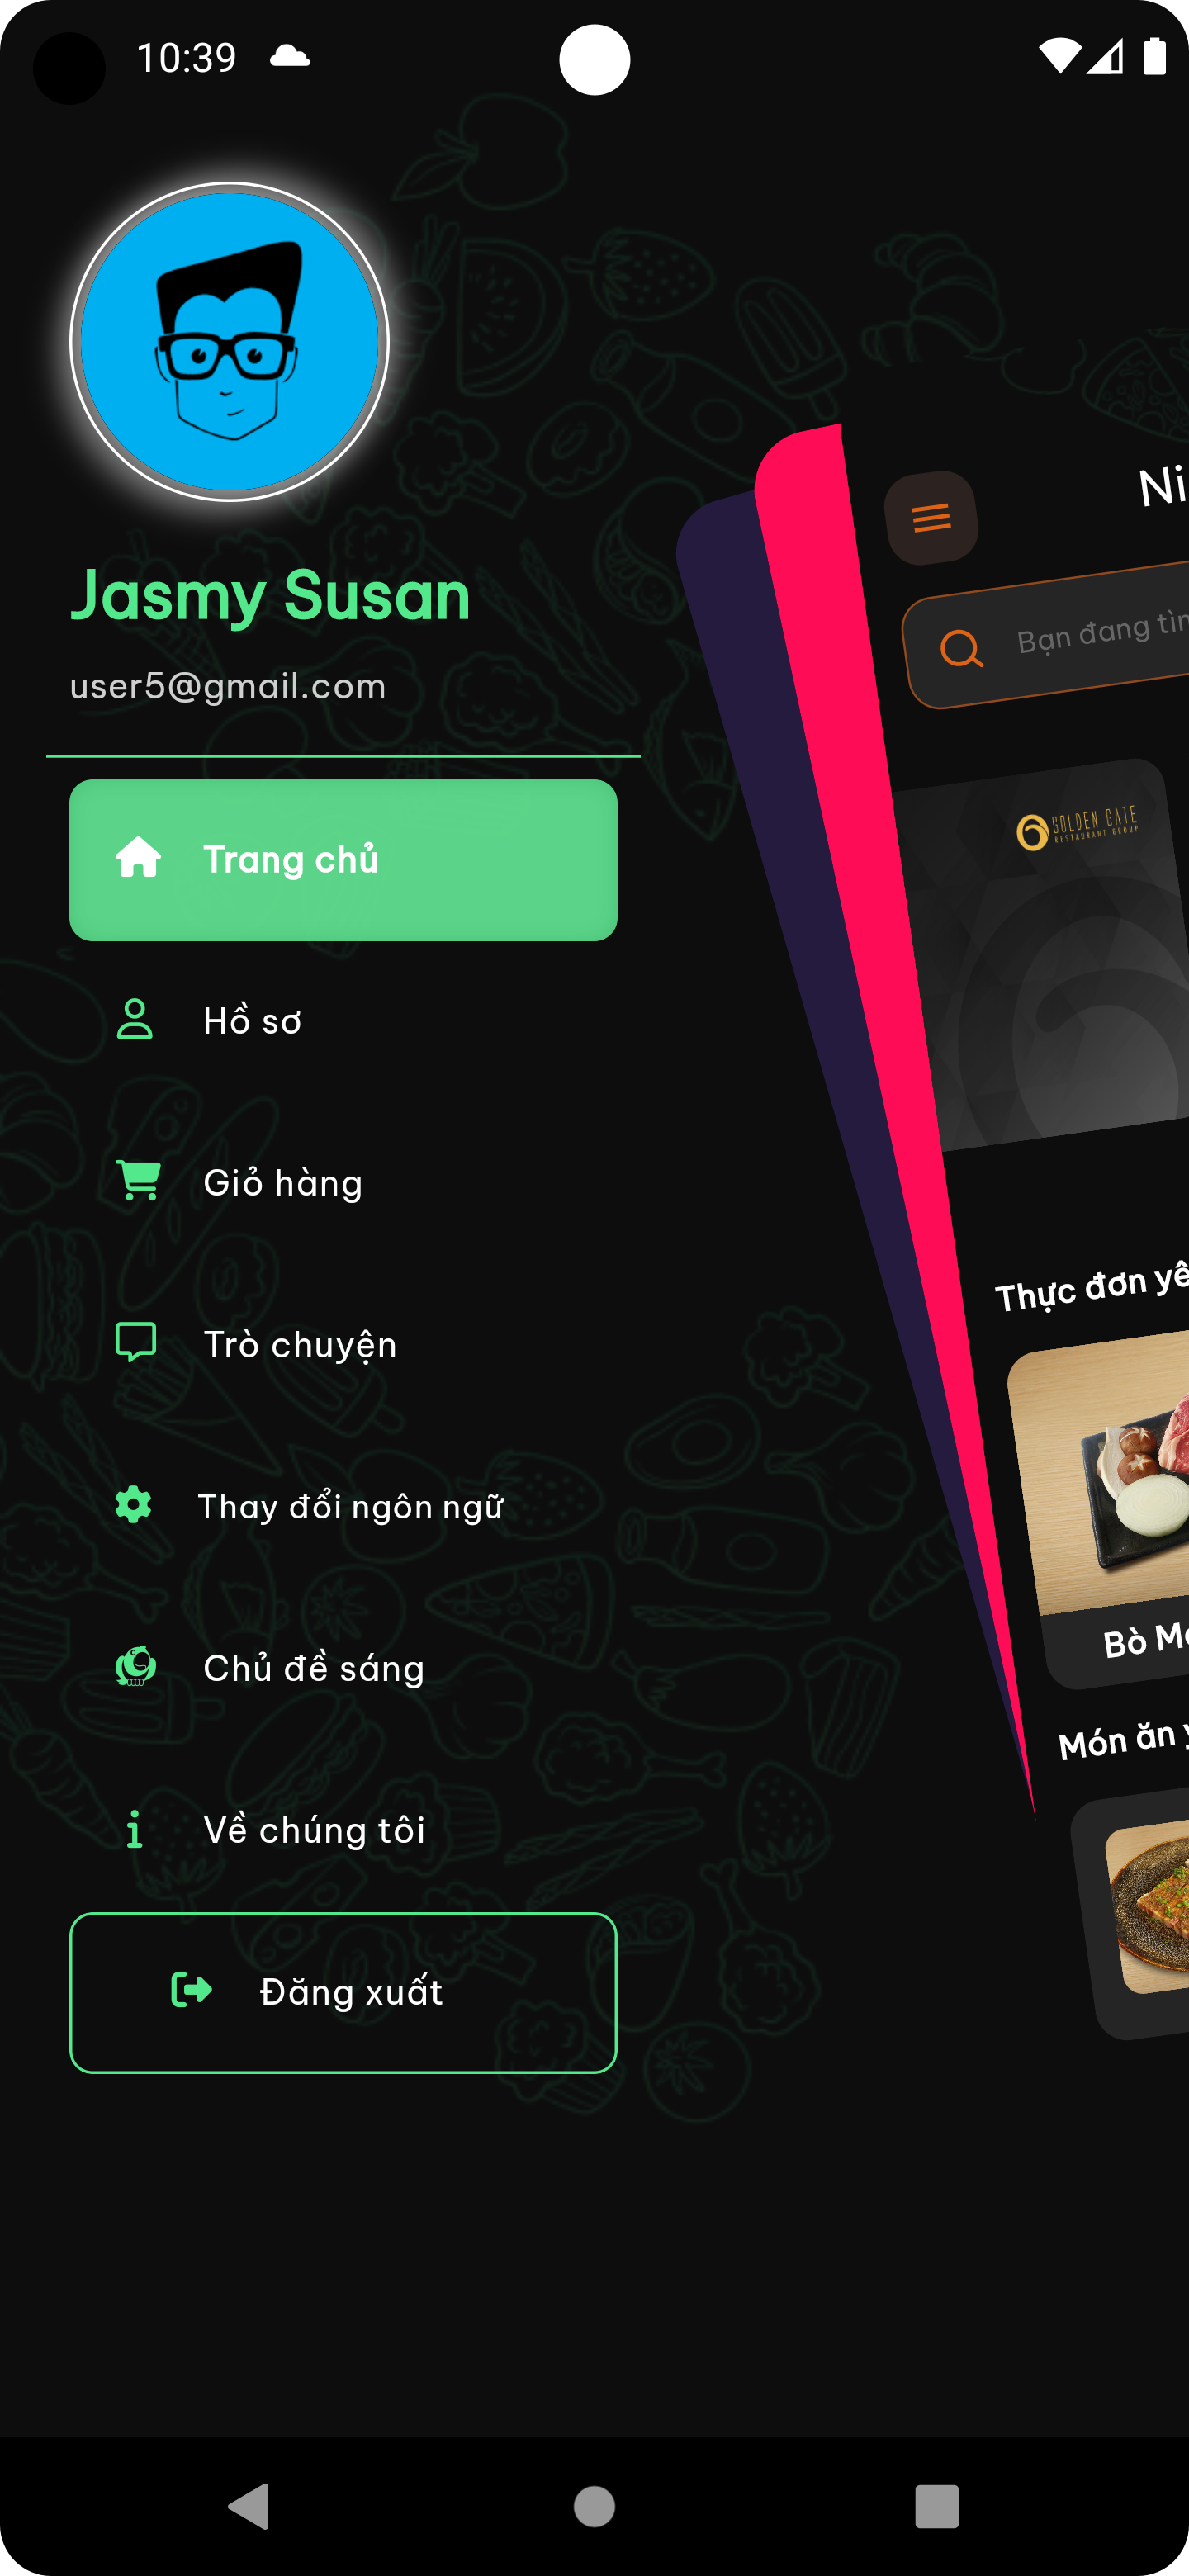 10:39
Jasmy Susan
user5@gmail.com
Trang chủ
Hồ sơ
Giỏ hàng
Trò chuyện
Thay đổi ngôn ngữ
Chủ đề sáng
Về chúng tôi
Đăng xuất
Ni
Bạn đang tìn
GOLDEN GATE
RESTAURANT GROUP
Thực đơn yê
Bò M
Món ăn y